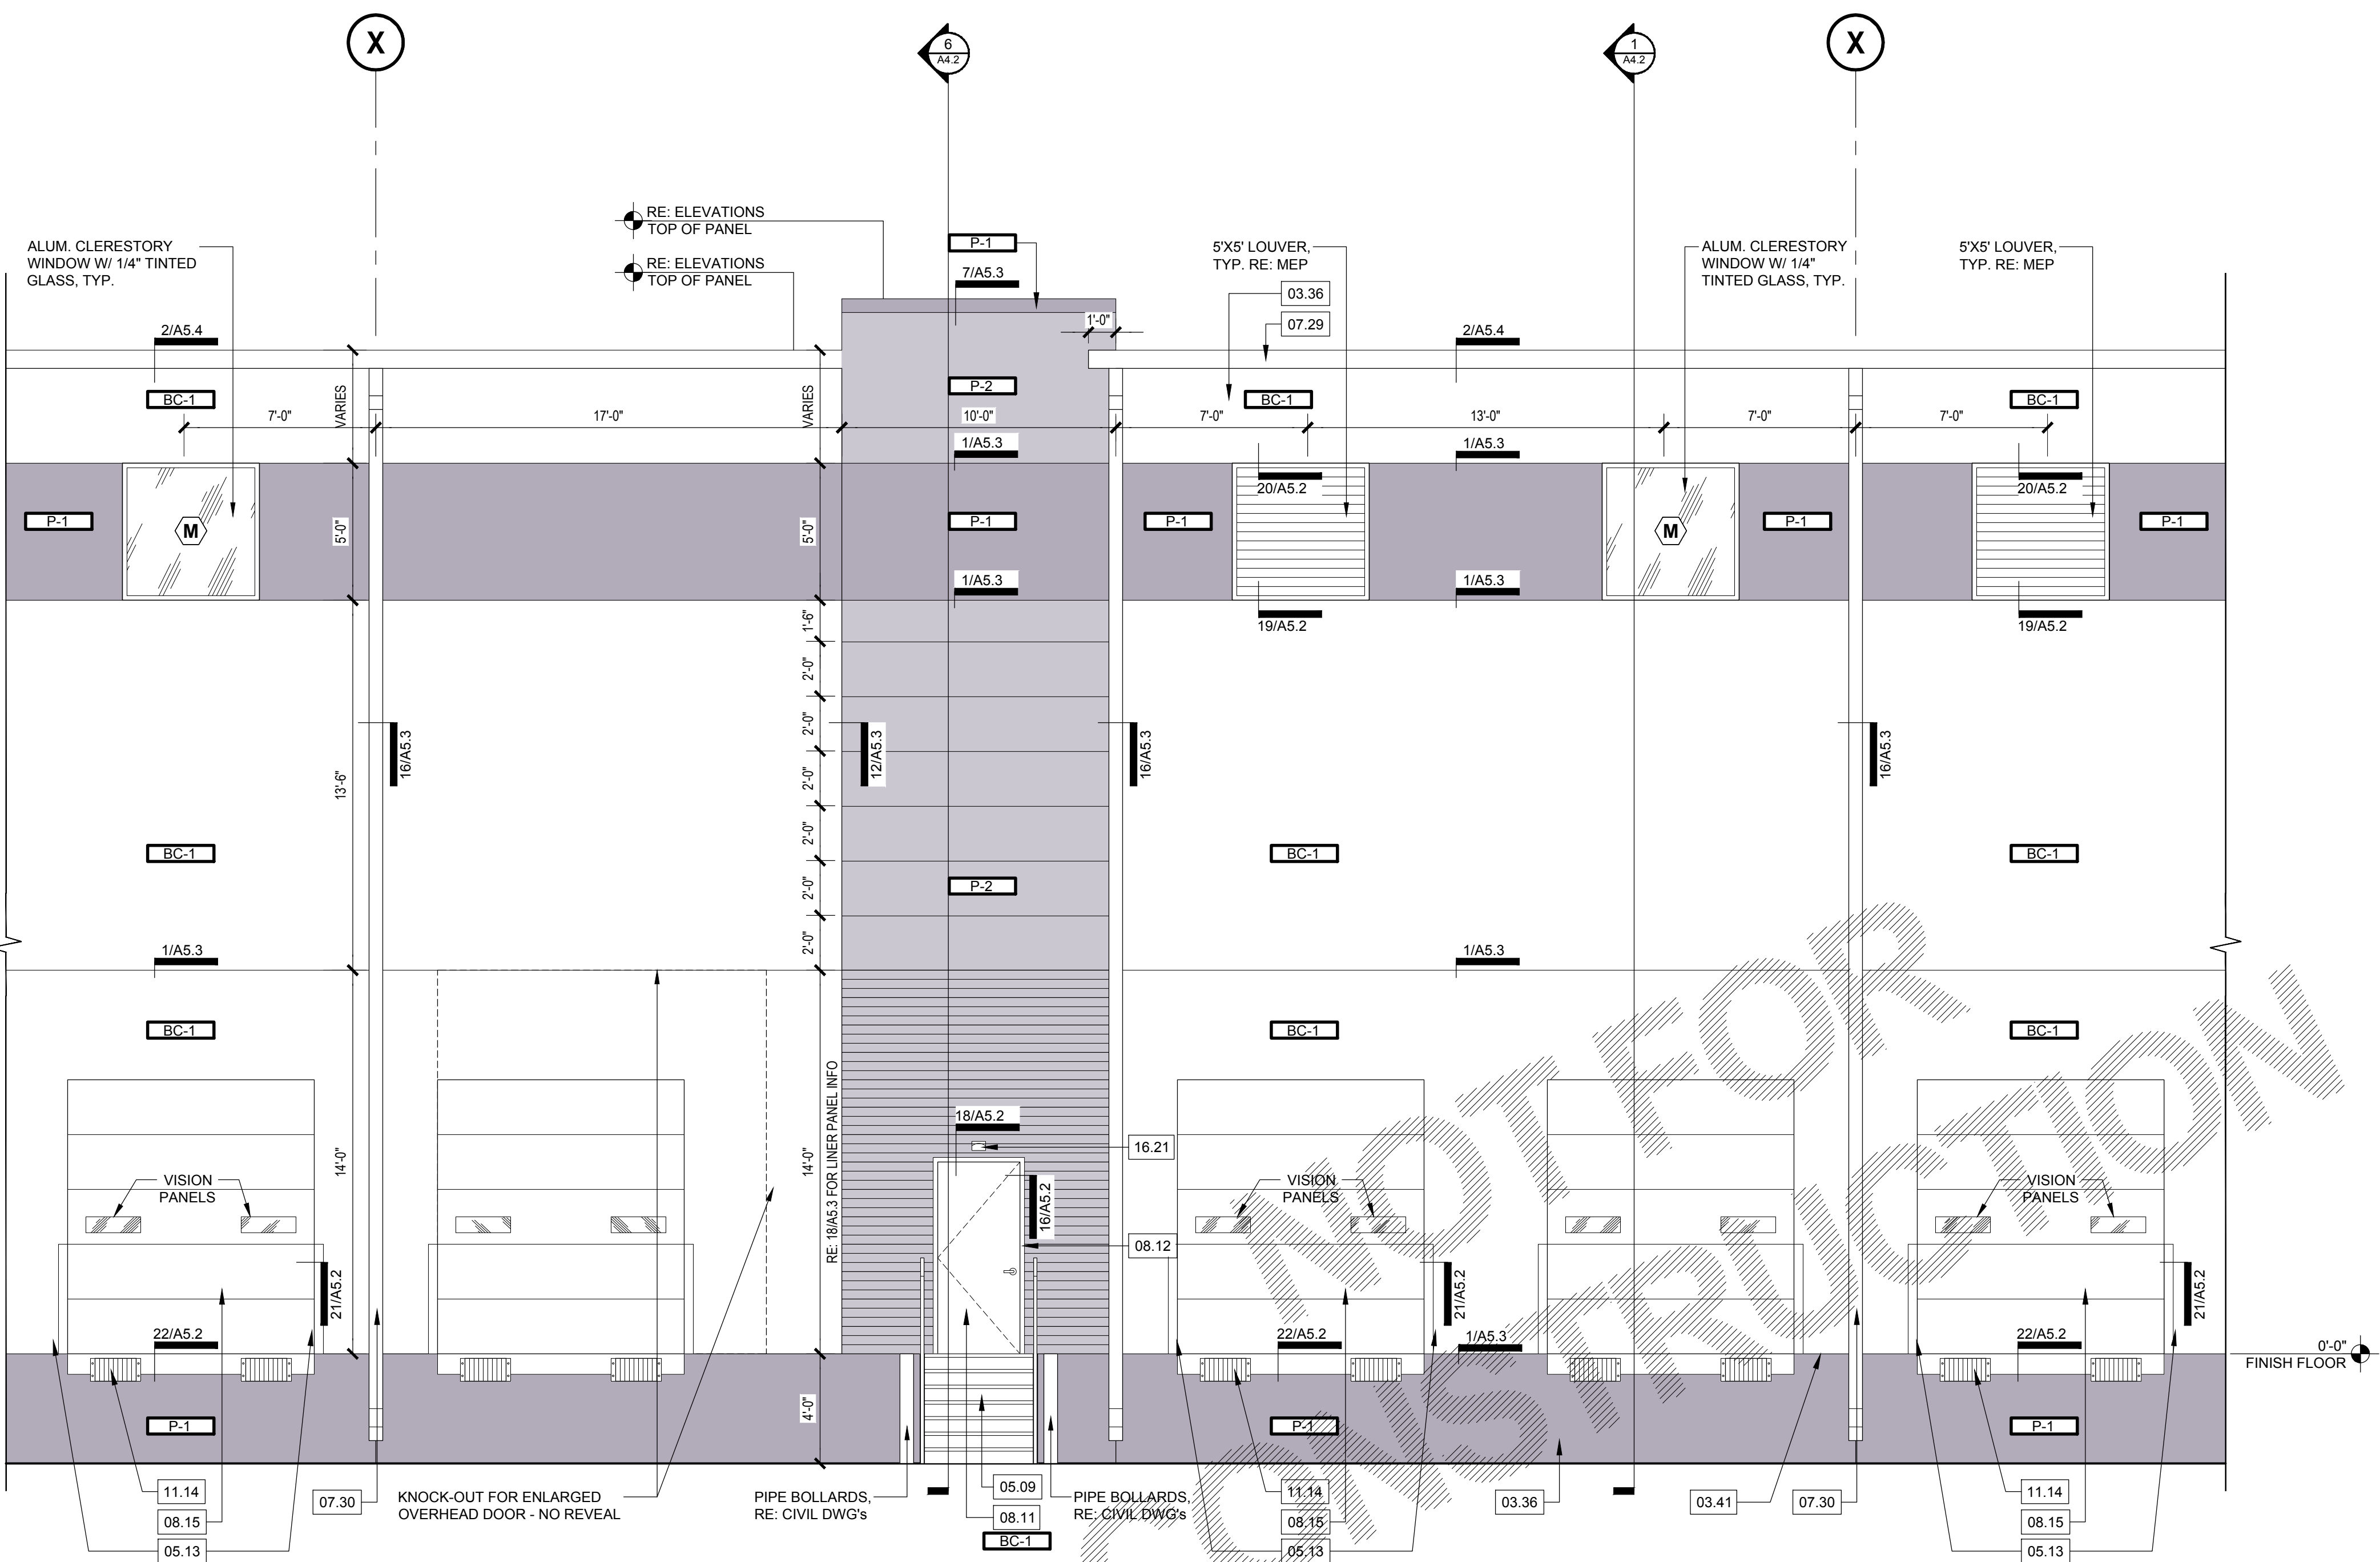 X
6
A4.2
1
A4.2
X
RE: ELEVATIONS
TOP OF PANEL
RE: ELEVATIONS
TOP OF PANEL
ALUM. CLERESTORY
WINDOW W/ 1/4" TINTED
GLASS, TYP.
P-1
7/A5.3
5'X5' LOUVER,
TYP. RE: MEP
03.36
07.29
ALUM. CLERESTORY
WINDOW W/ 1/4"
TINTED GLASS, TYP.
5'X5' LOUVER,
TYP. RE: MEP
1'-0"
2/A5.4
2/A5.4
BC-1
VARIES
VARIES
P-2
BC-1
BC-1
7'-0"
17'-0"
10'-0"
7'-0"
13'-0"
7'-0"
7'-0"
1/A5.3
1/A5.3
20/A5.2
20/A5.2
P-1
M
5'-0"
5'-0"
P-1
P-1
M
P-1
P-1
1/A5.3
1/A5.3
19/A5.2
19/A5.2
1'-6"
2'-0"
2'-0"
2'-0"
2'-0"
2'-0"
2'-0"
16/A5.3
12/A5.3
16/A5.3
16/A5.3
13'-6"
BC-1
BC-1
BC-1
P-2
1/A5.3
1/A5.3
BC-1
BC-1
BC-1
14'-0"
14'-0"
RE: 18/A5.3 FOR LINER PANEL INFO
18/A5.2
16.21
16/A5.2
08.12
VISION
PANELS
VISION
PANELS
VISION
PANELS
21/A5.2
21/A5.2
21/A5.2
22/A5.2
22/A5.2
1/A5.3
22/A5.2
0'-0"
FINISH FLOOR
4'-0"
P-1
P-1
P-1
11.14
08.15
05.13
07.30
KNOCK-OUT FOR ENLARGED
OVERHEAD DOOR - NO REVEAL
PIPE BOLLARDS,
RE: CIVIL DWG's
05.09
08.11
BC-1
PIPE BOLLARDS,
RE: CIVIL DWG's
11.14
08.15
05.13
03.36
03.41
07.30
11.14
08.15
05.13
NOT FOR
CONSTRUCTION